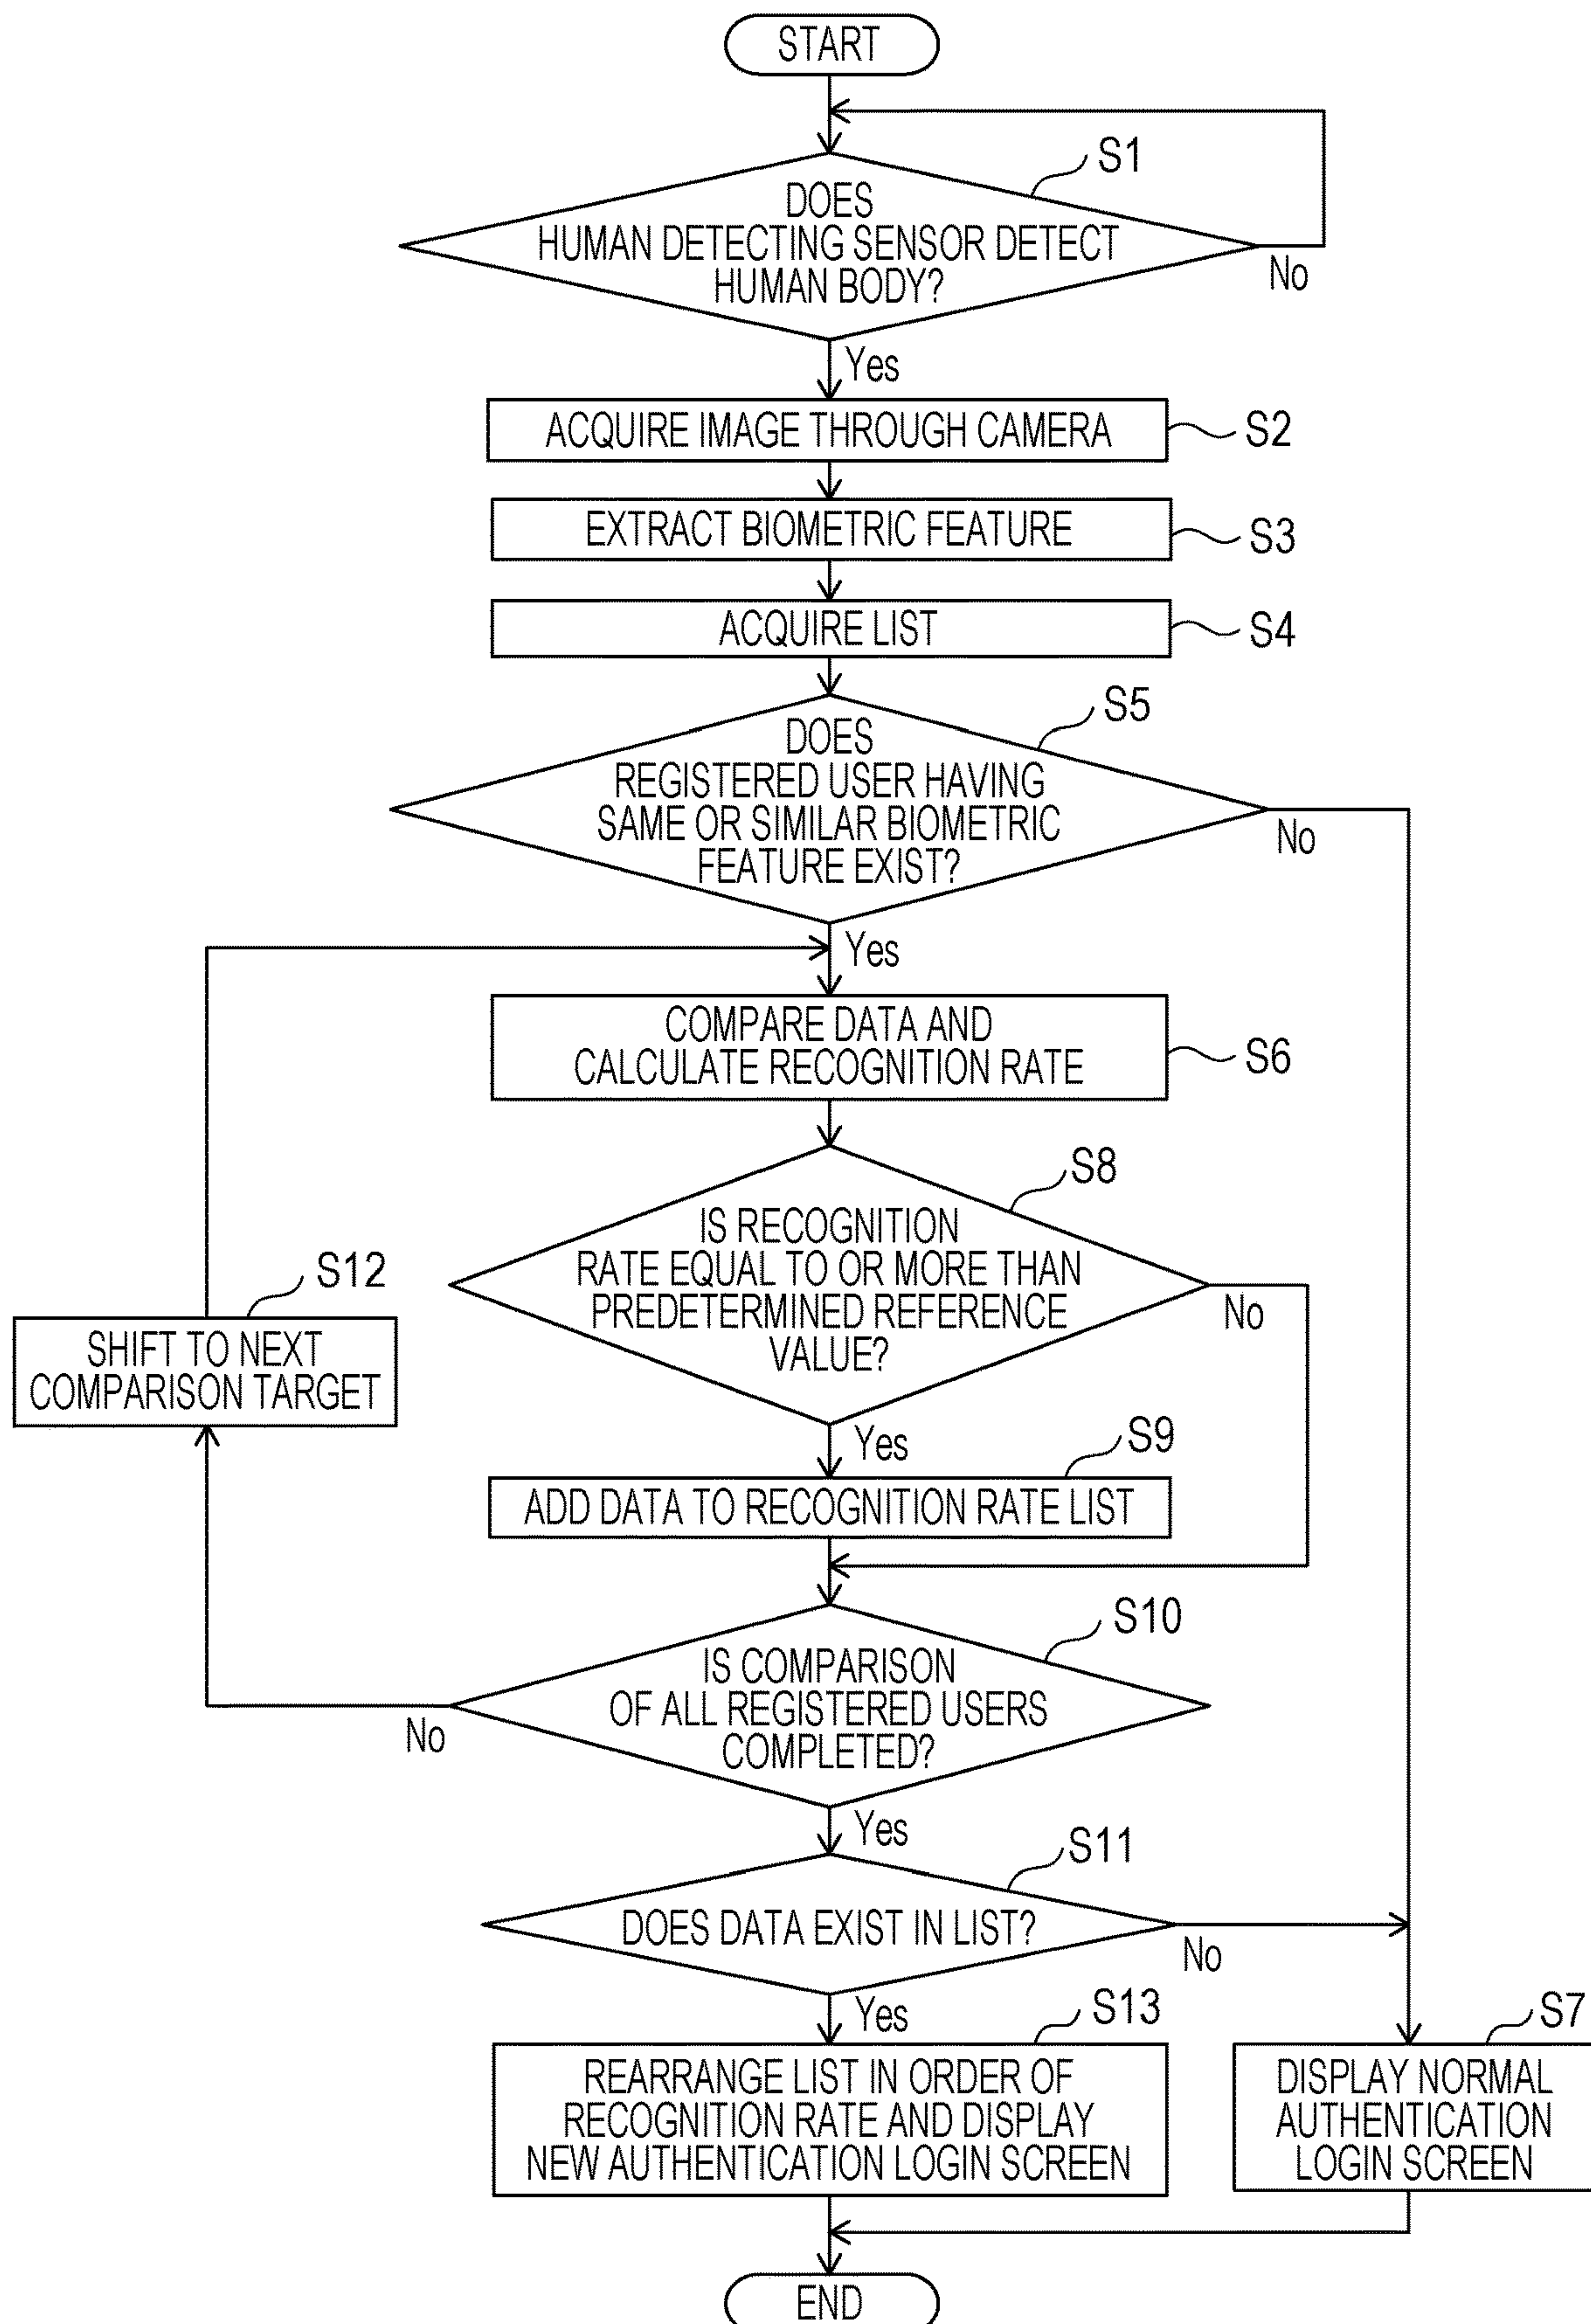 START
S1
DOES
HUMAN DETECTING SENSOR DETECT
HUMAN BODY?
No
Yes
ACQUIRE IMAGE THROUGH CAMERA
S2
EXTRACT BIOMETRIC FEATURE
S3
ACQUIRE LIST
S4
S5
DOES
REGISTERED USER HAVING
SAME OR SIMILAR BIOMETRIC
FEATURE EXIST?
No
Yes
COMPARE DATA AND
CALCULATE RECOGNITION RATE
S6
S8
IS RECOGNITION
RATE EQUAL TO OR MORE THAN
PREDETERMINED REFERENCE
VALUE?
No
S12
SHIFT TO NEXT
COMPARISON TARGET
Yes
S9
ADD DATA TO RECOGNITION RATE LIST
S10
IS COMPARISON
OF ALL REGISTERED USERS
COMPLETED?
No
Yes
S11
DOES DATA EXIST IN LIST?
No
Yes
S13
REARRANGE LIST IN ORDER OF
RECOGNITION RATE AND DISPLAY
NEW AUTHENTICATION LOGIN SCREEN
S7
DISPLAY NORMAL
AUTHENTICATION
LOGIN SCREEN
END